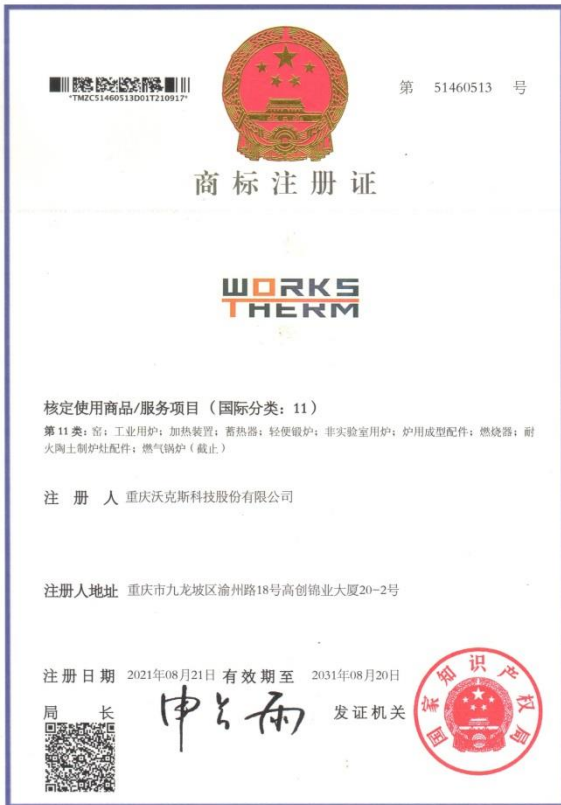 *TMZC51460513D01T210917*
第 51460513 号
商标注册证
WORKS
THERM
核定使用商品/服务项目（国际分类：11）
第11类：窑；工业用炉；加热装置；蓄热器；轻便锻炉；非实验室用炉；炉用成型配件；燃烧器；耐
火陶土制炉灶配件；燃气锅炉（截止）
注 册 人 重庆沃克斯科技股份有限公司
注册人地址 重庆市九龙坡区渝州路18号高创锦业大厦20-2号
注册日期 2021年08月21日 有效期至 2031年08月20日
局 长 申长雨 发证机关
国家知识产权局